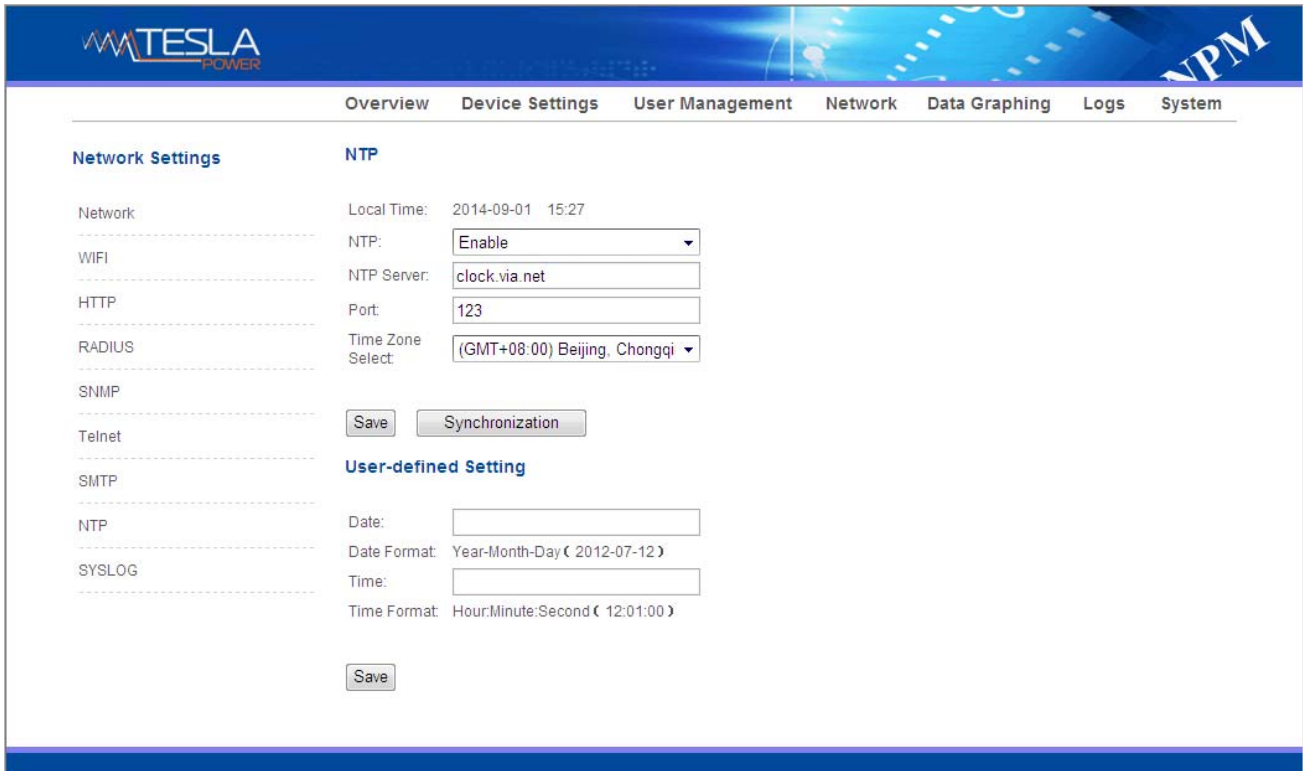 TESLA
POWER
NPM
Overview Device Settings User Management Network Data Graphing Logs System
Network Settings
Network
WIFI
HTTP
RADIUS
SNMP
Telnet
SMTP
NTP
SYSLOG
NTP
Local Time: 2014-09-01 15:27
NTP: Enable
NTP Server: clock.via.net
Port: 123
Time Zone
Select: (GMT+08:00) Beijing, Chongqi
Save Synchronization
User-defined Setting
Date:
Date Format: Year-Month-Day ( 2012-07-12 )
Time:
Time Format: Hour:Minute:Second ( 12:01:00 )
Save